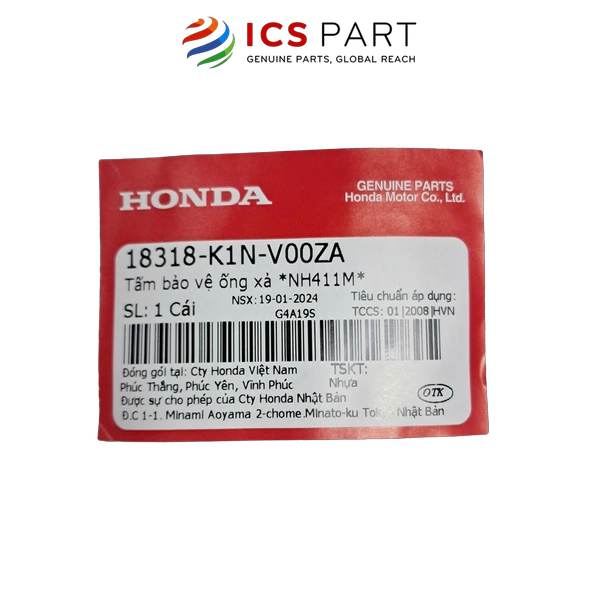 ICS PART
GENUINE PARTS, GLOBAL REACH
HONDA
GENUINE PARTS
Honda Motor Co., Ltd.
18318-K1N-V00ZA
Tấm bảo vệ ống xả *NH411M*
SL: 1 Cái
NSX: 19-01-2024
G4A19S
Tiêu chuẩn áp dụng:
TCCS: 01|2008|HVN
Đóng gói tại: Cty Honda Việt Nam
Phúc Thắng, Phúc Yên, Vĩnh Phúc
TSKT:
Nhựa
Được sự cho phép của Cty Honda Nhật Bản
Đ.C 1-1. Minami Aoyama 2-chome.Minato-ku Nhật Bản
OTK